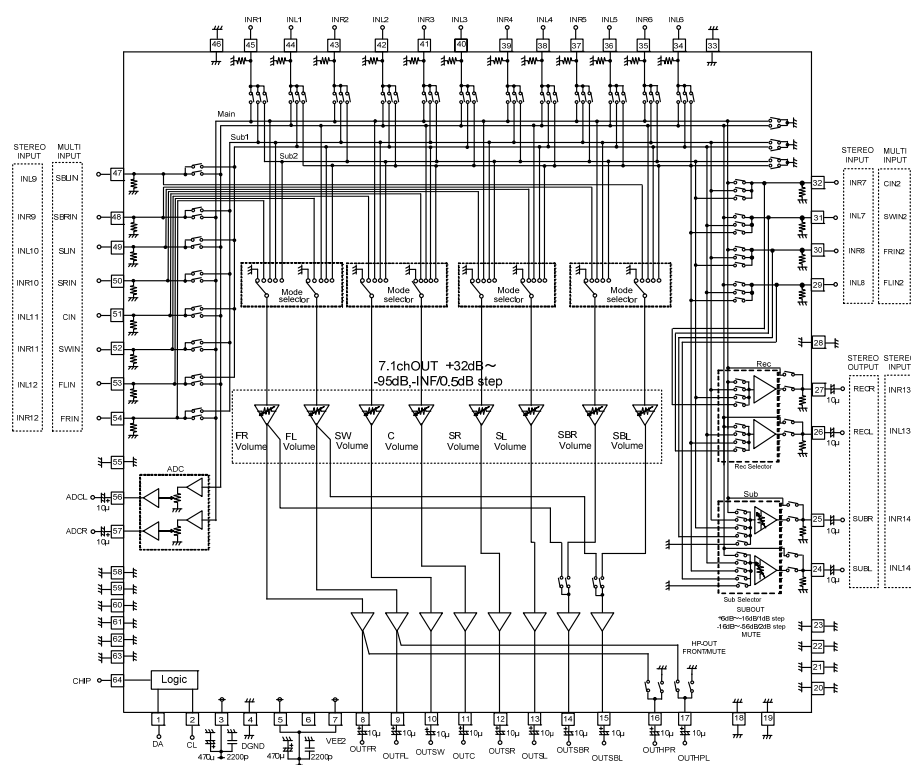 INR1 INL1 INR2 INL2 INR3 INL3 INR4 INL4 INR5 INL5 INR6 INL6
46 45 44 43 42 41 40 39 38 37 36 35 34 33
Main
Sub1
Sub2
STEREO INPUT
MULTI INPUT
INL9 SBLIN 47
INR9 SBRIN 48
INL10 SLIN 49
INR10 SRIN 50
INL11 CIN 51
INR11 SWIN 52
INL12 FLIN 53
INR12 FRIN 54
55
ADC
ADCL 10µ 56
ADCR 10µ 57
58
59
60
61
62
63
CHIP 64
Logic
Mode selector
Mode selector
Mode selector
Mode selector
7.1chOUT +32dB~
-95dB,-INF/0.5dB step
FR Volume
FL Volume
SW Volume
C Volume
SR Volume
SL Volume
SBR Volume
SBL Volume
STEREO INPUT
MULTI INPUT
32 INR7 CIN2
31 INL7 SWIN2
30 INR8 FRIN2
29 INL8 FLIN2
28
STEREO OUTPUT
STEREO INPUT
Rec
27 10µ RECR INR13
26 10µ RECL INL13
Rec Selector
Sub
25 10µ SUBR INR14
24 10µ SUBL INL14
Sub Selector
SUBOUT
+6dB~-16dB/1dB step
-16dB~-56dB/2dB step
MUTE
23
22
21
20
HP-OUT
FRONT/MUTE
1 2 3 4 5 6 7 8 9 10 11 12 13 14 15 16 17 18 19
DA CL 470µ 2200p DGND 470µ 2200p VEE2
10µ 10µ 10µ 10µ 10µ 10µ 10µ 10µ
OUTFR OUTFL OUTSW OUTC OUTSR OUTSL OUTSBR OUTSBL OUTHPR OUTHPL